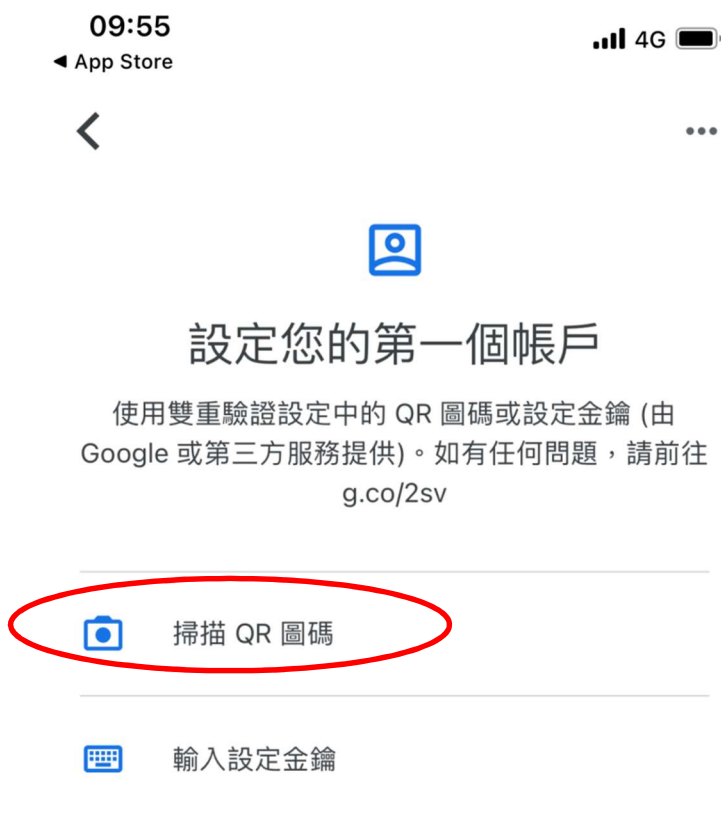 09:55
4G
◀ App Store
設定您的第一個帳戶
使用雙重驗證設定中的 QR 圖碼或設定金鑰 (由
Google 或第三方服務提供)。如有任何問題，請前往
g.co/2sv
掃描 QR 圖碼
輸入設定金鑰